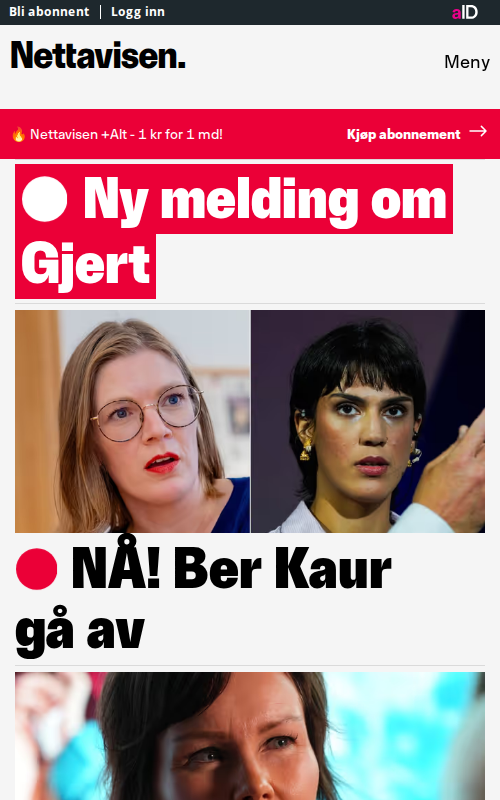 Bli abonnent | Logg inn
aID
Nettavisen.
Meny
🔥 Nettavisen +Alt - 1 kr for 1 md!
Kjøp abonnement →
Ny melding om
Gjert
NÅ! Ber Kaur
gå av